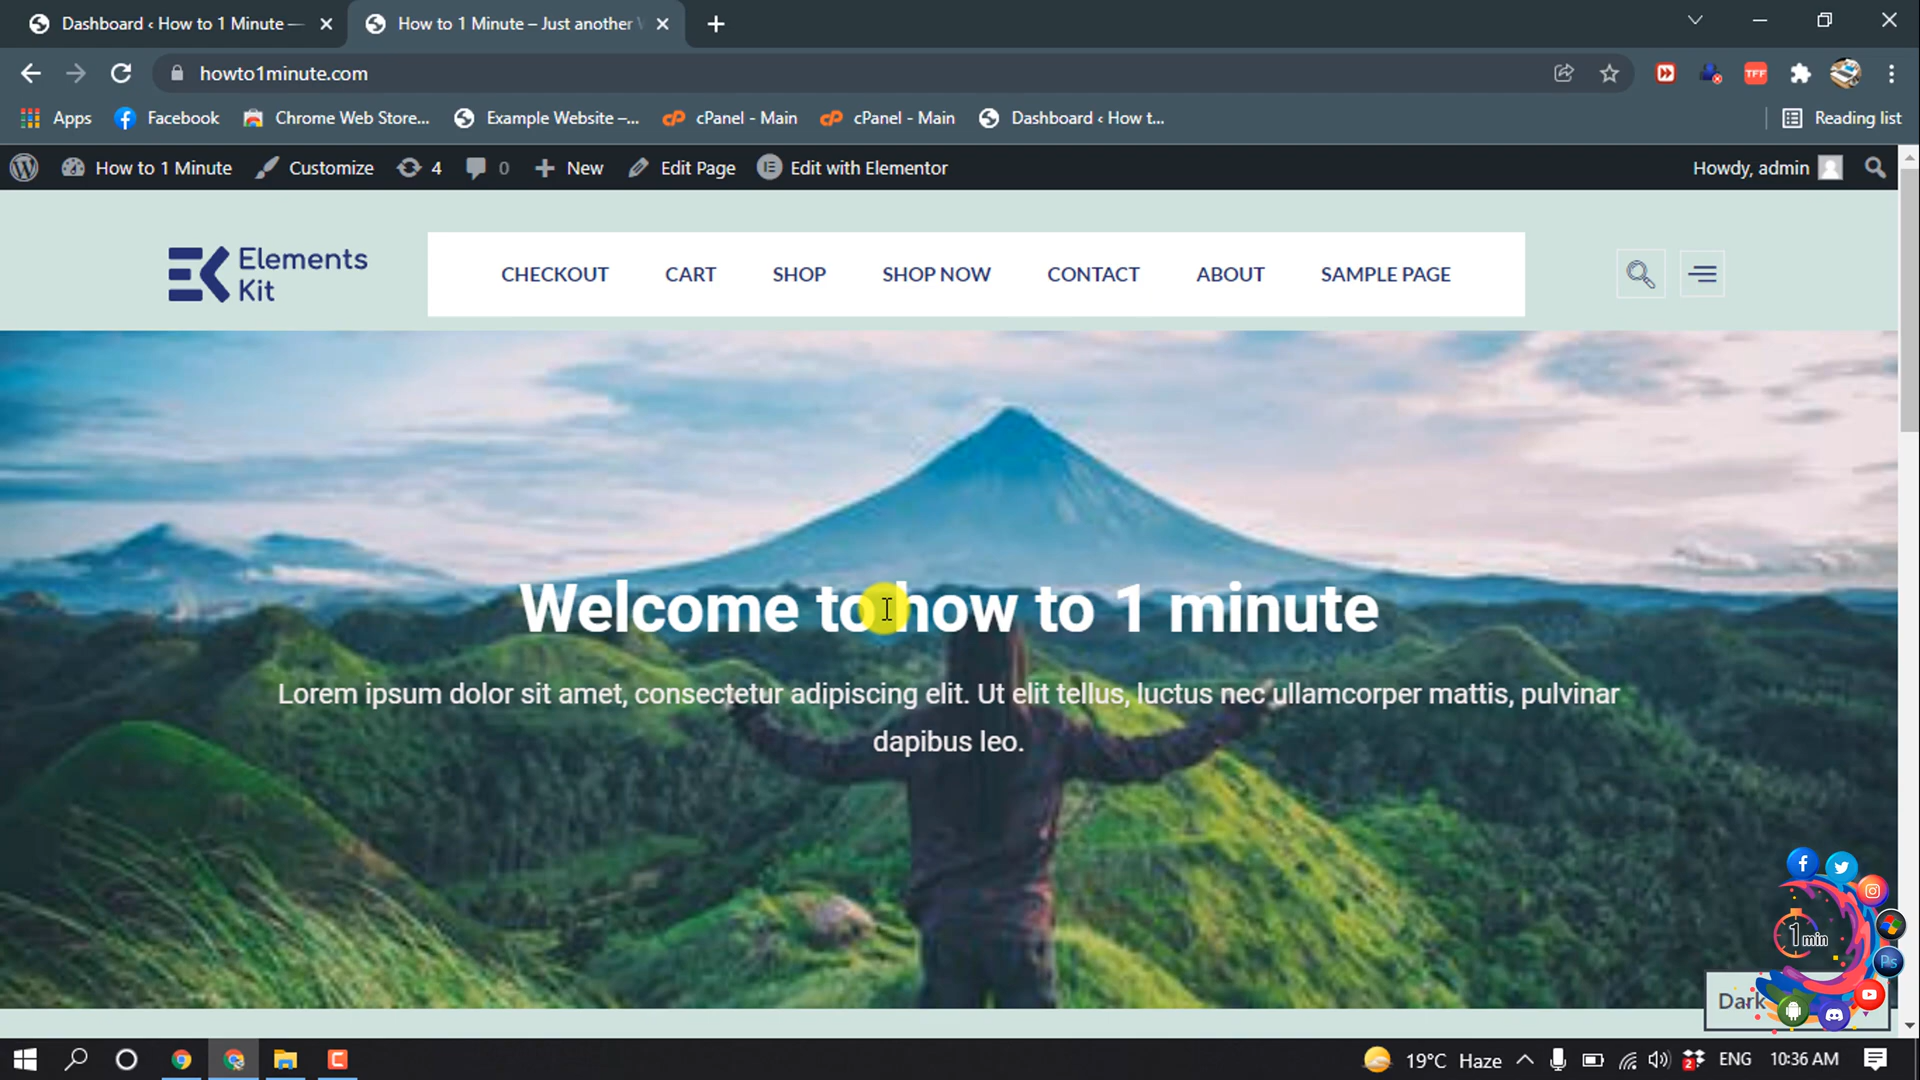 Dashboard ‹ How to 1 Minute —
How to 1 Minute – Just another
howto1minute.com
TFF
Apps
Facebook
Chrome Web Store...
Example Website –...
cPanel - Main
cPanel - Main
Dashboard ‹ How t...
Reading list
How to 1 Minute
Customize
4
0
New
Edit Page
Edit with Elementor
Howdy, admin
Elements
Kit
CHECKOUT
CART
SHOP
SHOP NOW
CONTACT
ABOUT
SAMPLE PAGE
Welcome to how to 1 minute
Lorem ipsum dolor sit amet, consectetur adipiscing elit. Ut elit tellus, luctus nec ullamcorper mattis, pulvinar
dapibus leo.
1 min
Ps
Dark
19°C Haze
2
ENG
10:36 AM